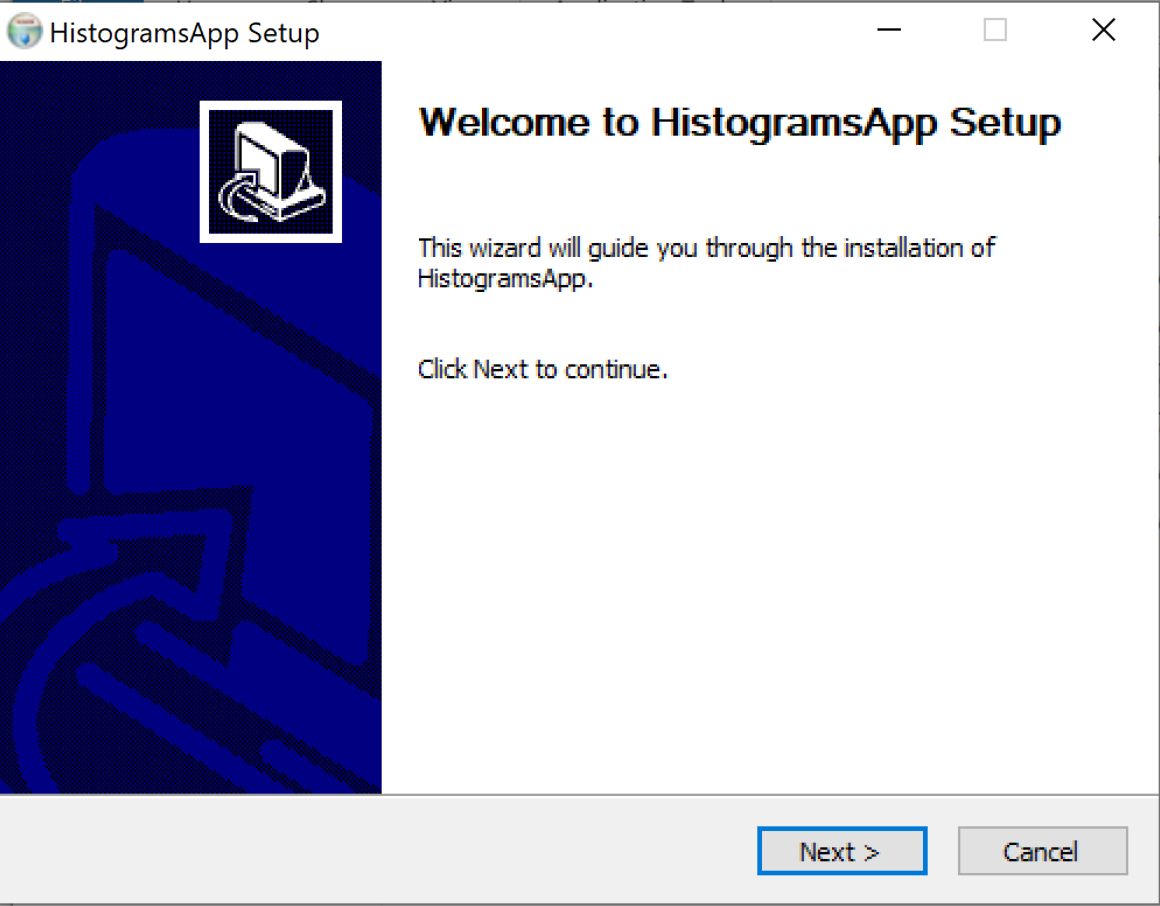 HistogramsApp Setup
Welcome to HistogramsApp Setup
This wizard will guide you through the installation of
HistogramsApp.
Click Next to continue.
Next >
Cancel